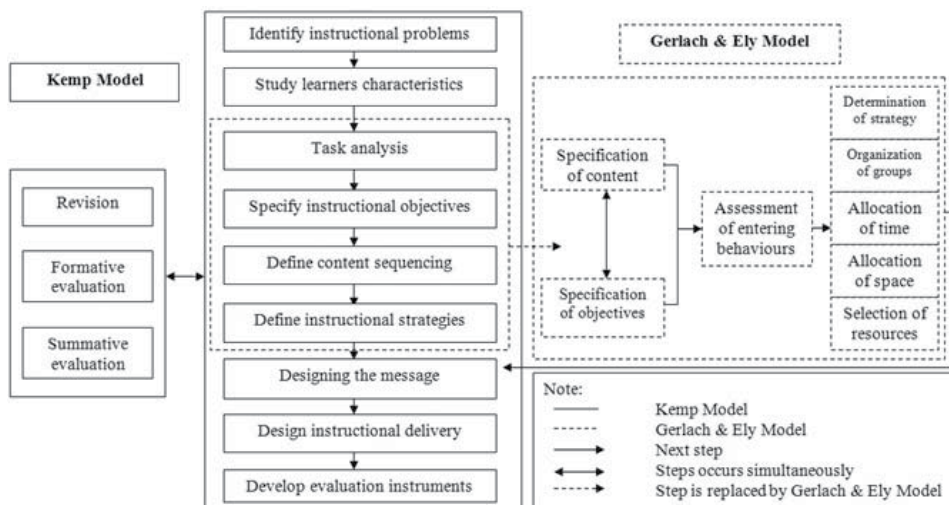 Kemp Model
Revision
Formative
evaluation
Summative
evaluation
Identify instructional problems
Study learners characteristics
Task analysis
Specify instructional objectives
Define content sequencing
Define instructional strategies
Designing the message
Design instructional delivery
Develop evaluation instruments
Gerlach & Ely Model
Specification
of content
Specification
of objectives
Assessment
of entering
behaviours
Determination
of strategy
Organization
of groups
Allocation
of time
Allocation
of space
Selection of
resources
Note:
Kemp Model
Gerlach & Ely Model
Next step
Steps occurs simultaneously
Step is replaced by Gerlach & Ely Model